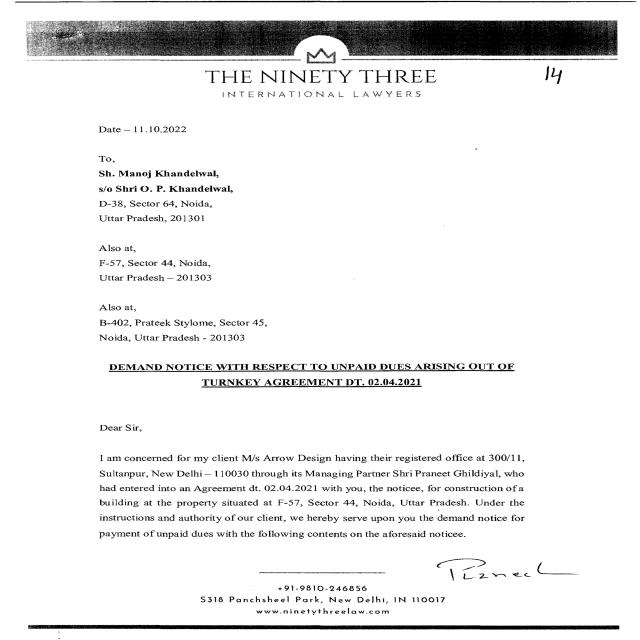 THE NINETY THREE
INTERNATIONAL LAWYERS
14
Date – 11.10.2022
To,
Sh. Manoj Khandelwal,
s/o Shri O. P. Khandelwal,
D-38, Sector 64, Noida,
Uttar Pradesh, 201301
Also at,
F-57, Sector 44, Noida,
Uttar Pradesh – 201303
Also at,
B-402, Prateek Stylome, Sector 45,
Noida, Uttar Pradesh - 201303
DEMAND NOTICE WITH RESPECT TO UNPAID DUES ARISING OUT OF
TURNKEY AGREEMENT DT. 02.04.2021
Dear Sir,
I am concerned for my client M/s Arrow Design having their registered office at 300/11,
Sultanpur, New Delhi – 110030 through its Managing Partner Shri Praneet Ghildiyal, who
had entered into an Agreement dt. 02.04.2021 with you, the noticee, for construction of a
building at the property situated at F-57, Sector 44, Noida, Uttar Pradesh. Under the
instructions and authority of our client, we hereby serve upon you the demand notice for
payment of unpaid dues with the following contents on the aforesaid noticee.
+91-9810-246856
S318 Panchsheel Park, New Delhi, IN 110017
www.ninetythreelaw.com